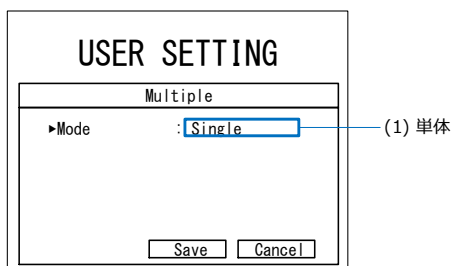 USER SETTING
Multiple
▶Mode : Single
(1) 単体
Save Cancel